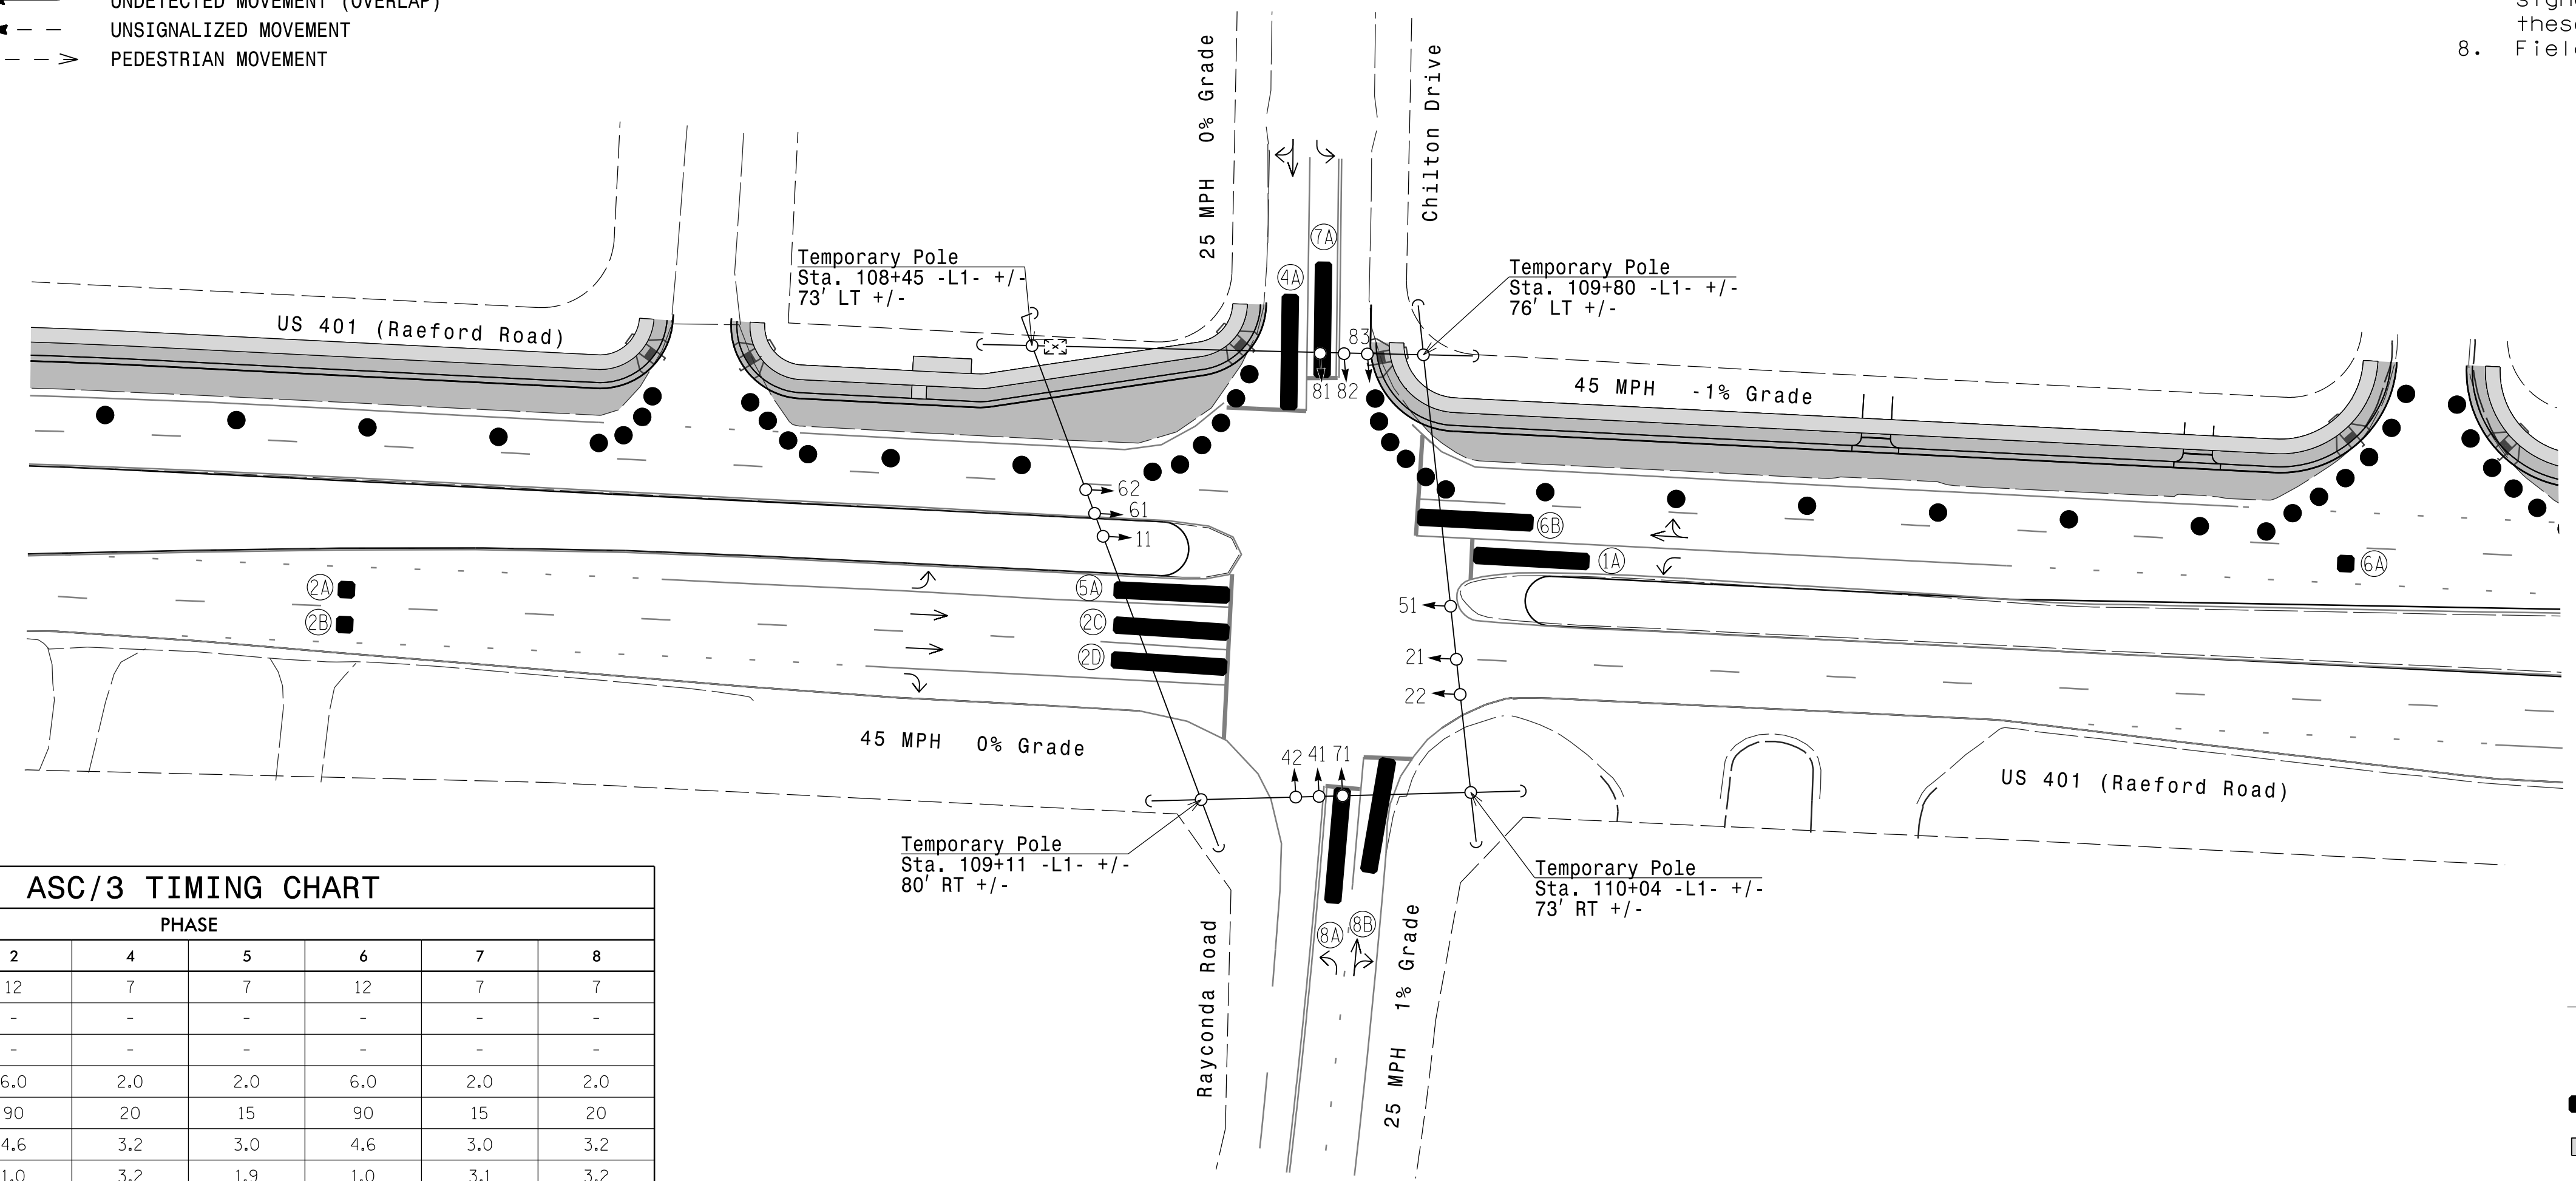 UNDETECTED MOVEMENT (OVERLAP)
UNSIGNALIZED MOVEMENT
PEDESTRIAN MOVEMENT
these
8. Fiel
25 MPH 0% Grade
Chilton Drive
7A
4A
Temporary Pole
Sta. 108+45 -L1- +/-
73' LT +/-
Temporary Pole
Sta. 109+80 -L1- +/-
76' LT +/-
US 401 (Raeford Road)
83
81 82
45 MPH -1% Grade
62
61
11
6B
1A
6A
2A
2B
5A
2C
2D
51
21
22
45 MPH 0% Grade
42 41 71
US 401 (Raeford Road)
Temporary Pole
Sta. 109+11 -L1- +/-
80' RT +/-
Temporary Pole
Sta. 110+04 -L1- +/-
73' RT +/-
8A
8B
Rayconda Road
25 MPH 1% Grade
ASC/3 TIMING CHART
PHASE
2 4 5 6 7 8
12 7 7 12 7 7
- - - - - -
- - - - - -
6.0 2.0 2.0 6.0 2.0 2.0
90 20 15 90 15 20
4.6 3.2 3.0 4.6 3.0 3.2
1.0 3.2 1.9 1.0 3.1 3.2